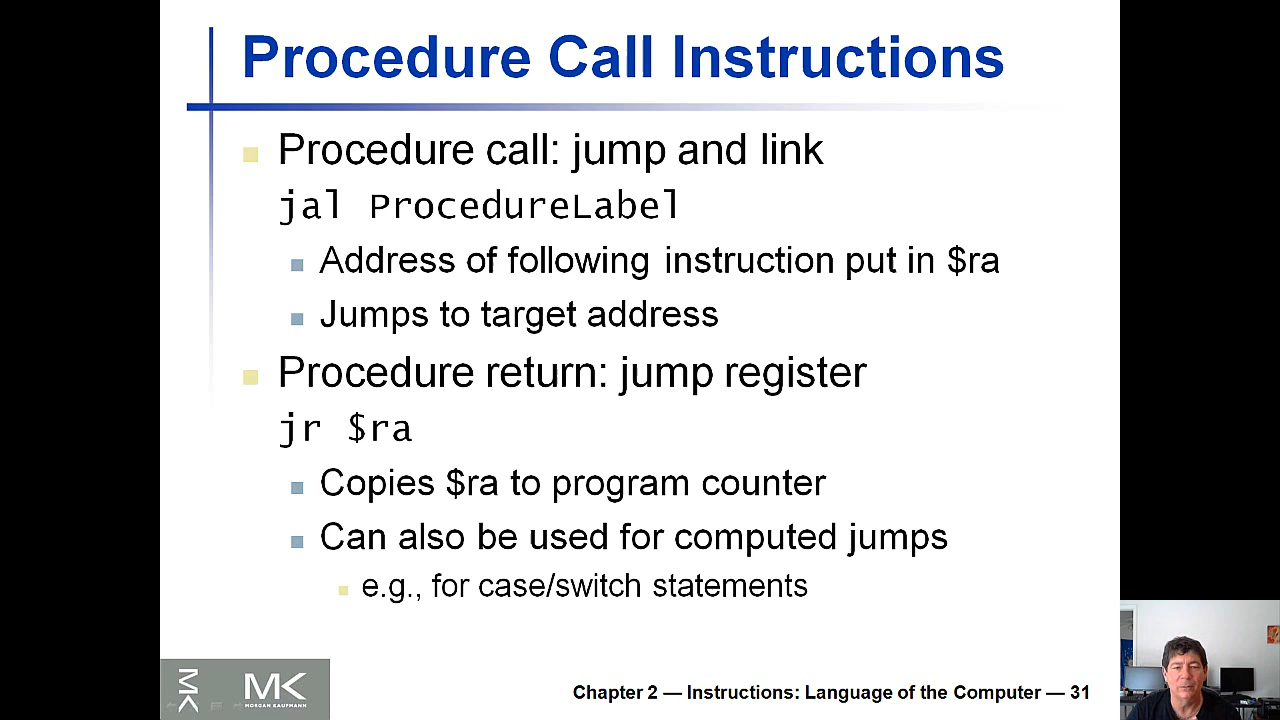 Procedure Call Instructions
Procedure call: jump and link
jal ProcedureLabel
Address of following instruction put in $ra
Jumps to target address
Procedure return: jump register
jr $ra
Copies $ra to program counter
Can also be used for computed jumps
e.g., for case/switch statements
MK
MK
MORGAN KAUFMANN
Chapter 2 — Instructions: Language of the Computer — 31